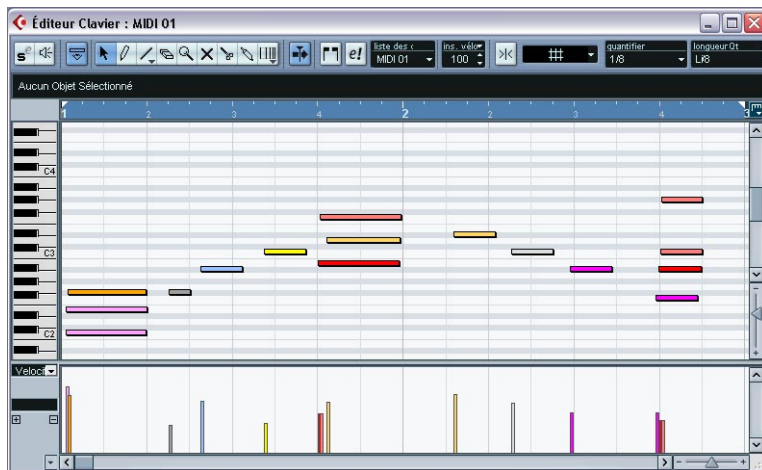 Éditeur Clavier : MIDI 01
liste des
ins. vélo
quantifier
longueur Qt
MIDI 01
100
1/8
Aucun Objet Sélectionné
1 2 3 4 2 2 3 4 3
C4
C3
C2
Veloci